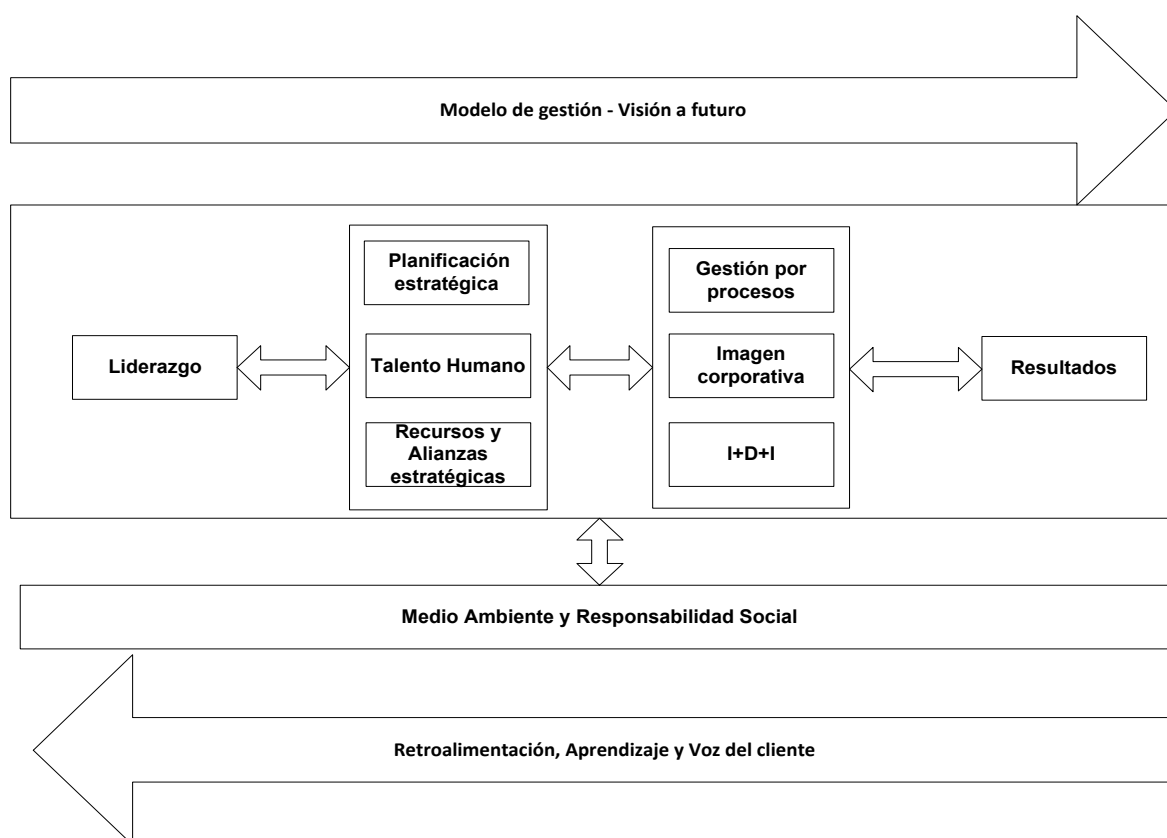 Modelo de gestión - Visión a futuro
Planificación
estratégica
Gestión por
procesos
Liderazgo
Talento Humano
Imagen
corporativa
Resultados
Recursos y
Alianzas
estratégicas
I+D+I
Medio Ambiente y Responsabilidad Social
Retroalimentación, Aprendizaje y Voz del cliente